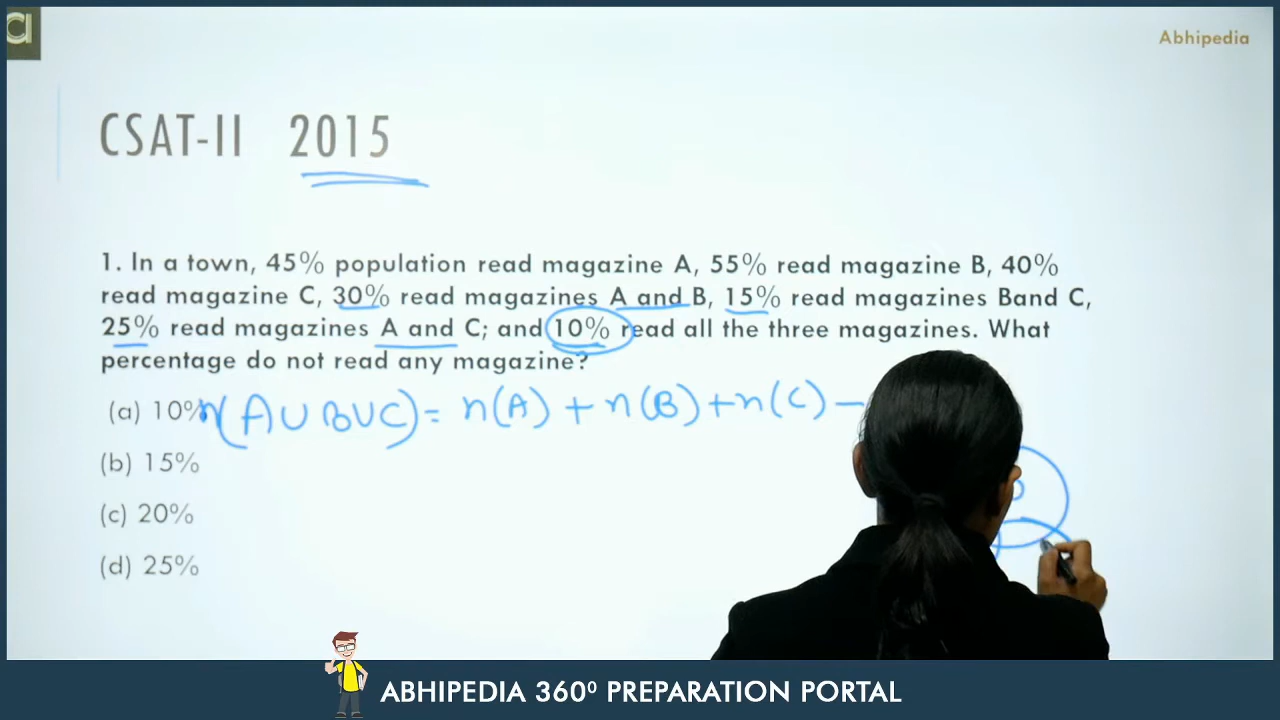 Abhipedia
CSAT-II 2015
1. In a town, 45% population read magazine A, 55% read magazine B, 40%
read magazine C, 30% read magazines A and B, 15% read magazines Band C,
25% read magazines A and C; and 10% read all the three magazines. What
percentage do not read any magazine?
(a) 10%
n(A∪B∪C) = n(A) + n(B) + n(C) -
(b) 15%
(c) 20%
(d) 25%
ABHIPEDIA 360⁰ PREPARATION PORTAL